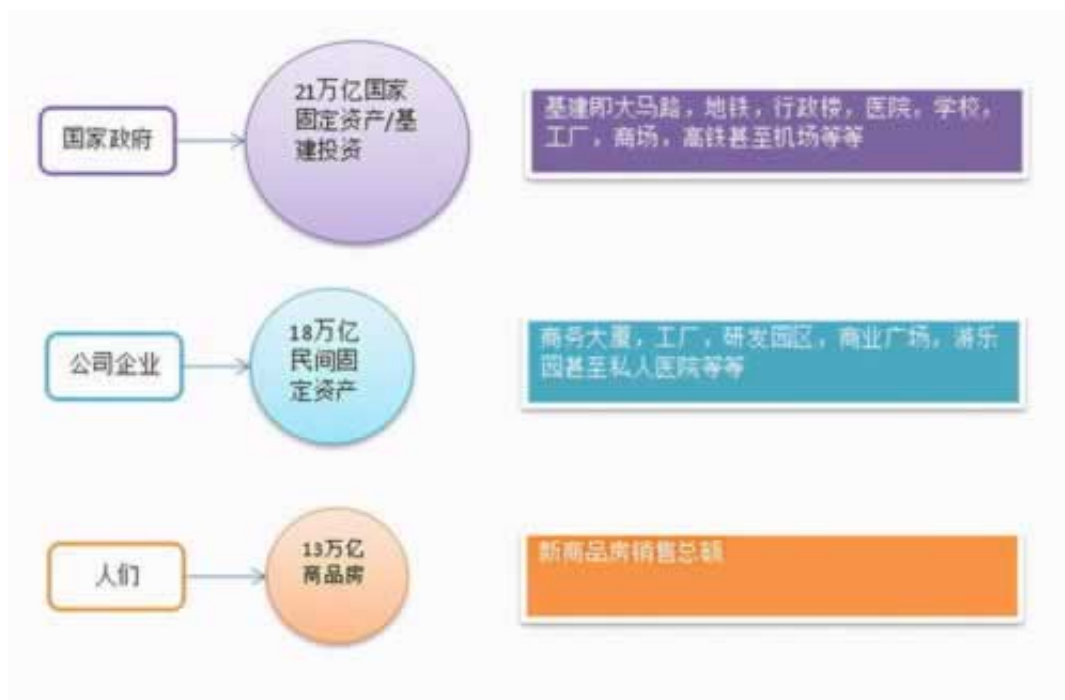 国家政府
21万亿国家
固定资产/基
建投资
基建即大马路，地铁，行政楼，医院，学校，
工厂，商场，高铁甚至机场等等
公司企业
18万亿
民间固
定资产
商务大厦，工厂，研发园区，商业广场，游乐
园甚至私人医院等等
人们
13万亿
商品房
新商品房销售总额